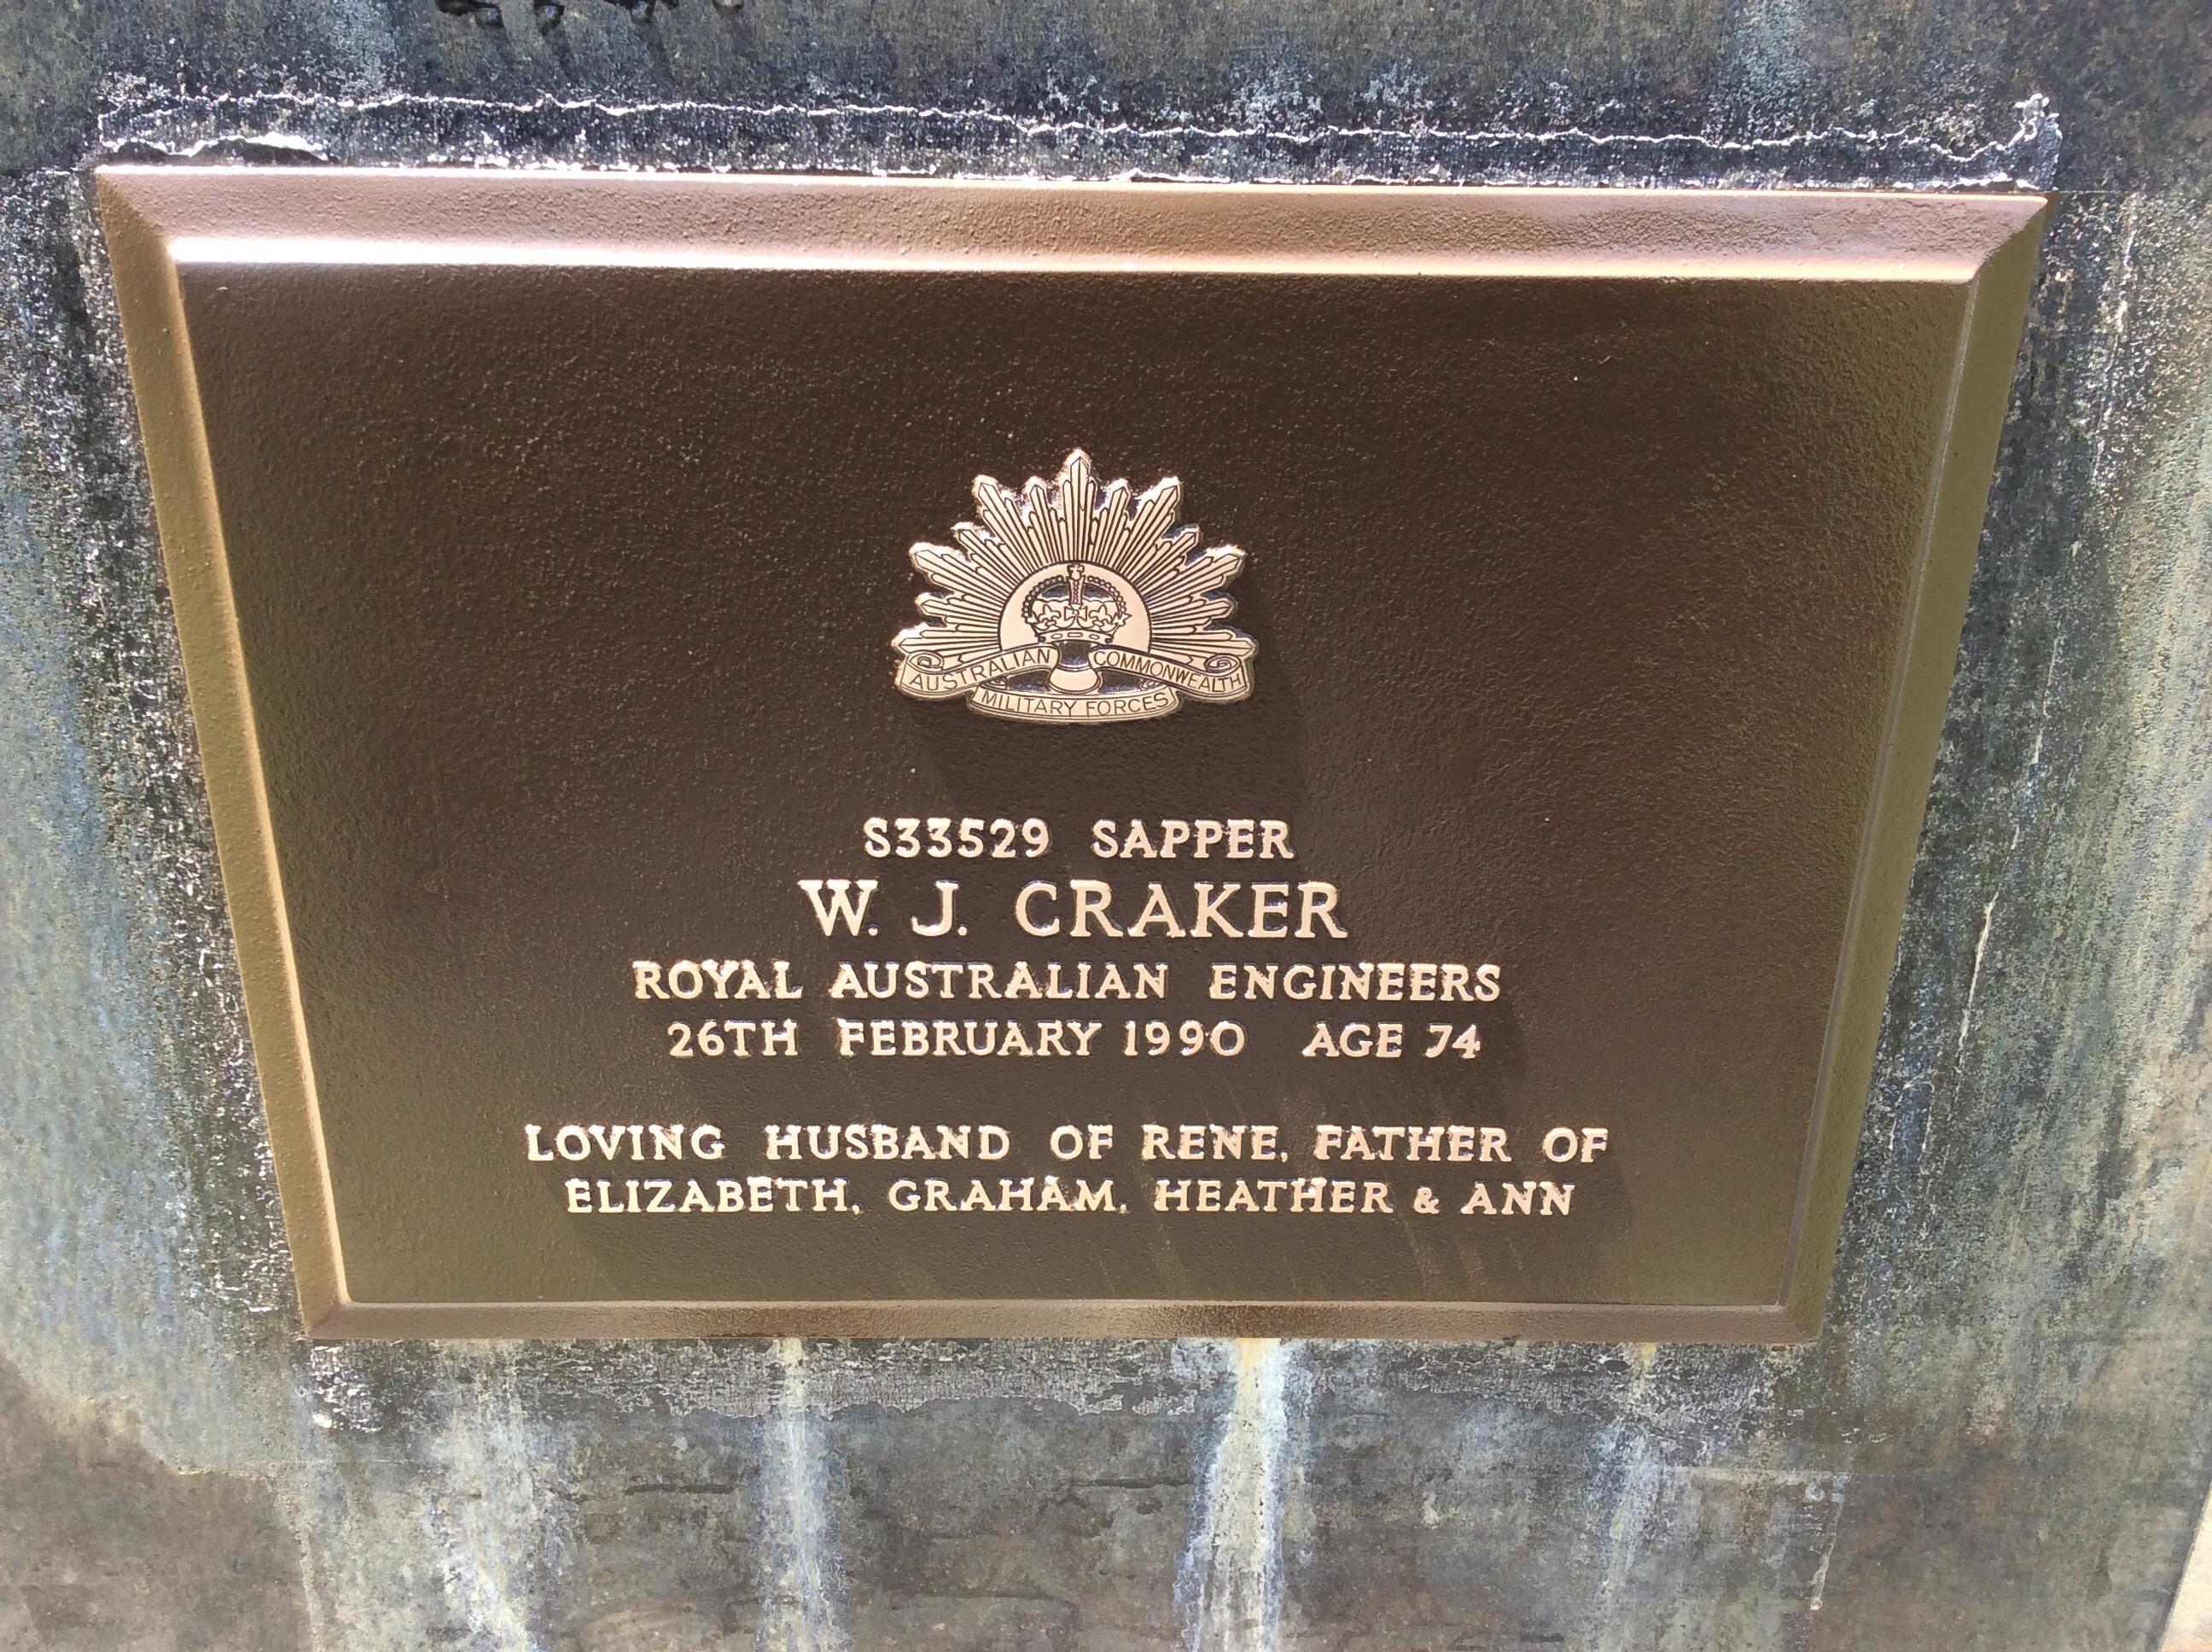 AUSTRALIAN COMMONWEALTH
MILITARY FORCES
S33529 SAPPER
W. J. CRAKER
ROYAL AUSTRALIAN ENGINEERS
26TH FEBRUARY 1990 AGE 74
LOVING HUSBAND OF RENE, FATHER OF
ELIZABETH, GRAHAM, HEATHER & ANN